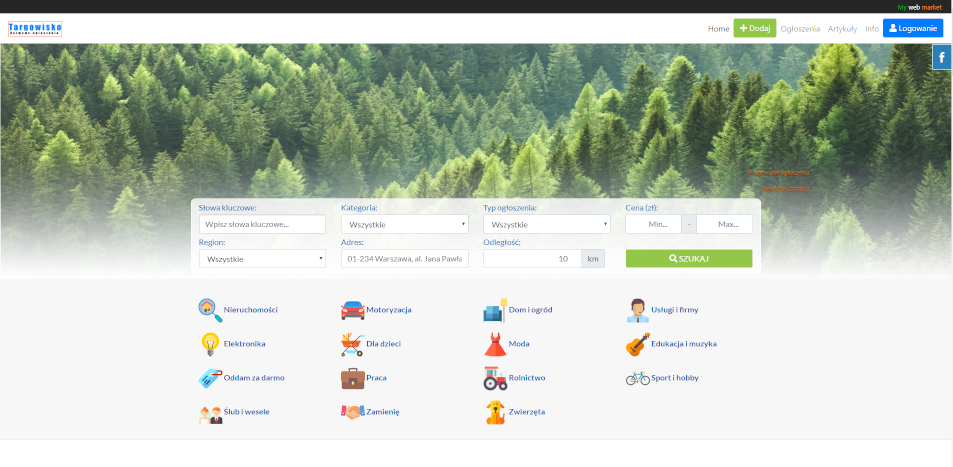 My web market
Targowisko
Darmowe ogłoszenia
Home
Dodaj
Ogłoszenia
Artykuły
Info
Logowanie
f
Słowa kluczowe:
Kategoria:
Typ ogłoszenia:
Cena (zł):
Wpisz słowa kluczowe...
Wszystkie
Wszystkie
Min...
-
Max...
Region:
Adres:
Odległość:
Wszystkie
01-234 Warszawa, al. Jana Pawła
10
km
SZUKAJ
Nieruchomości
Motoryzacja
Dom i ogród
Usługi i firmy
Elektronika
Dla dzieci
Moda
Edukacja i muzyka
Oddam za darmo
Praca
Rolnictwo
Sport i hobby
Ślub i wesele
Zamienię
Zwierzęta